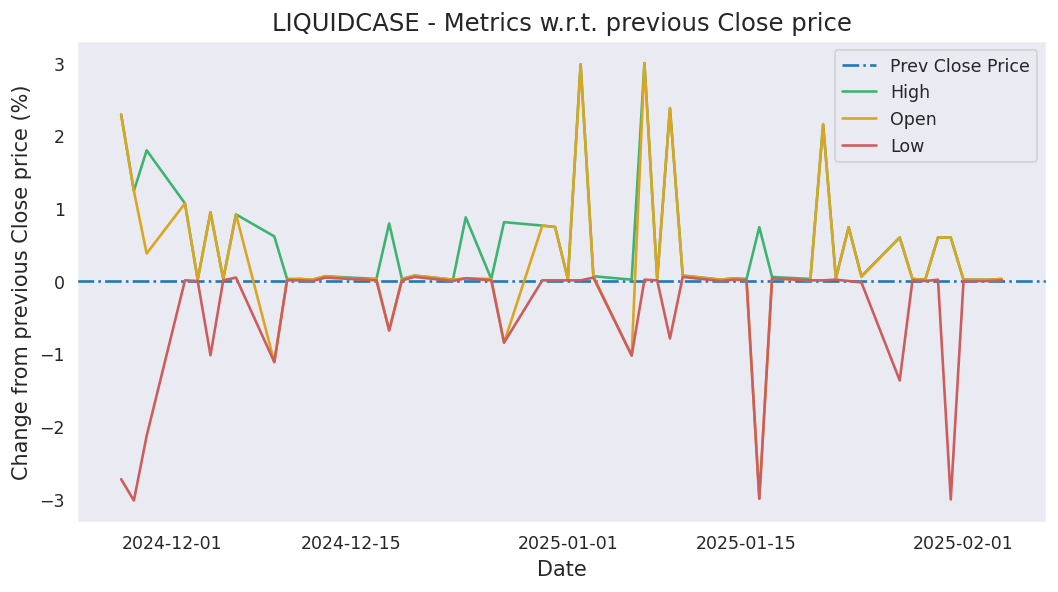 LIQUIDCASE - Metrics w.r.t. previous Close price
Change from previous Close price (%)
3
2
1
0
−1
−2
−3
Prev Close Price
High
Open
Low
2024-12-01
2024-12-15
2025-01-01
2025-01-15
2025-02-01
Date